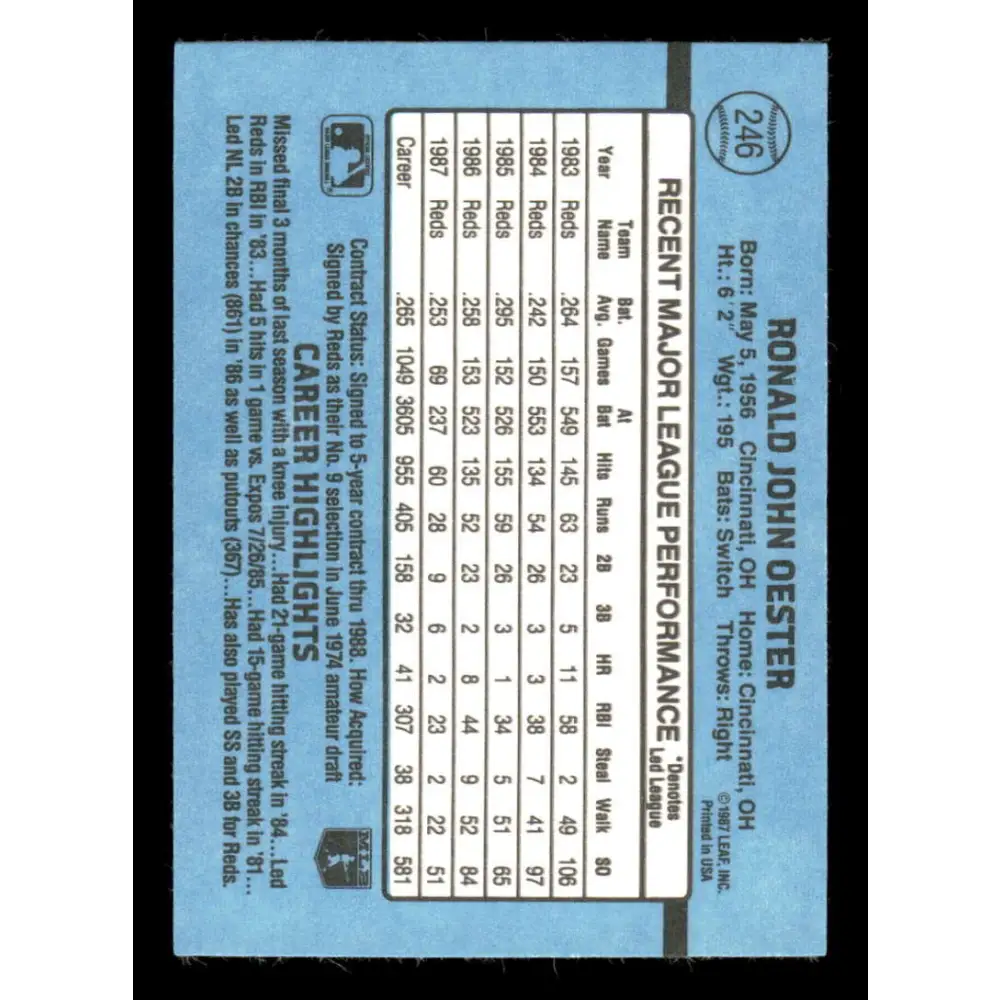 246
RONALD JOHN OESTER
Born: May 5, 1956 Cincinnati, OH Home: Cincinnati, OH
Ht.: 6'2" Wgt.: 195 Bats: Switch Throws: Right
©1987 LEAF, INC.
Printed in USA
RECENT MAJOR LEAGUE PERFORMANCE *Denotes Led League
Year Team Name Bat. Avg. Games At Bat Hits Runs 2B 3B HR RBI Steal Walk SO
1983 Reds .264 157 549 145 63 23 5 11 58 2 49 106
1984 Reds .242 150 553 134 54 26 3 3 38 7 41 97
1985 Reds .295 152 526 155 59 26 3 1 34 5 51 65
1986 Reds .258 153 523 135 52 23 2 8 44 9 52 84
1987 Reds .253 69 237 60 28 9 6 2 23 2 22 51
Career .265 1049 3605 955 405 158 32 41 307 38 318 581
Contract Status: Signed to 5-year contract thru 1988. How Acquired:
Signed by Reds as their No. 9 selection in June 1974 amateur draft
MLB
CAREER HIGHLIGHTS
Missed final 3 months of last season with a knee injury...Had 21-game hitting streak in '84...Led
Reds in RBI in '83...Had 5 hits in 1 game vs. Expos 7/26/85...Had 15-game hitting streak in '81...
Led NL 2B in chances (861) in '86 as well as putouts (367)...Has also played SS and 3B for Reds.